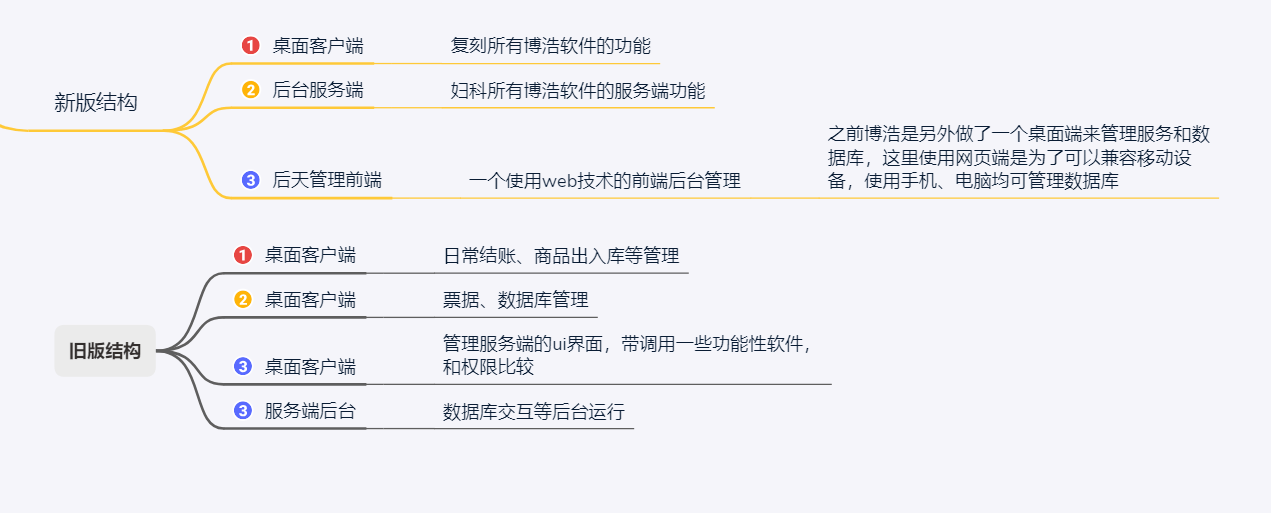 新版结构
1 桌面客户端
复刻所有博浩软件的功能
2 后台服务端
妇科所有博浩软件的服务端功能
3 后天管理前端
一个使用web技术的前端后台管理
之前博浩是另外做了一个桌面端来管理服务和数
据库，这里使用网页端是为了可以兼容移动设
备，使用手机、电脑均可管理数据库
旧版结构
1 桌面客户端
日常结账、商品出入库等管理
2 桌面客户端
票据、数据库管理
3 桌面客户端
管理服务端的ui界面，带调用一些功能性软件，
和权限比较
3 服务端后台
数据库交互等后台运行